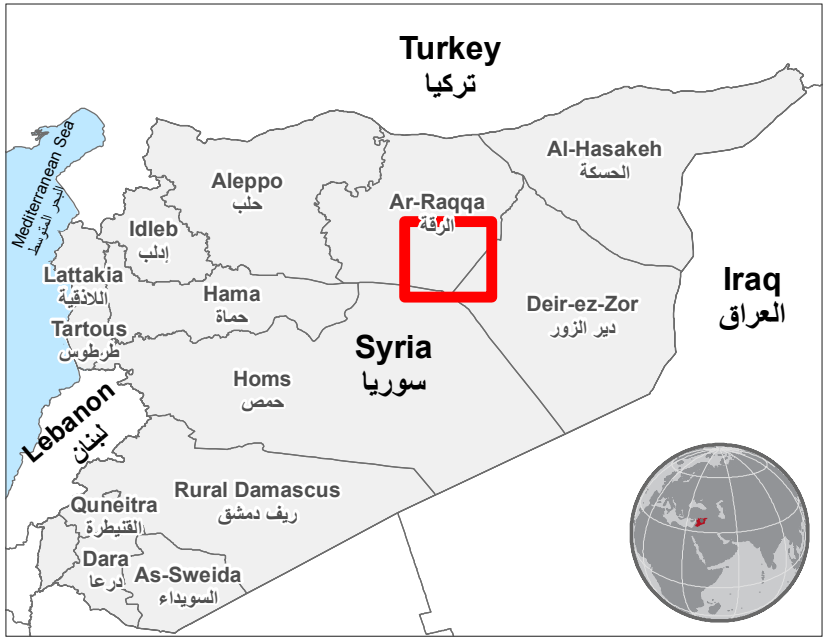 Turkey
تركيا
Al-Hasakeh
الحسكة
Aleppo
حلب
Ar-Raqqa
الرقة
Mediterranean Sea
البحر المتوسط
Idleb
إدلب
Lattakia
اللاذقية
Hama
حماة
Deir-ez-Zor
دير الزور
Iraq
العراق
Tartous
طرطوس
Syria
سوريا
Homs
حمص
Lebanon
لبنان
Rural Damascus
ريف دمشق
Quneitra
القنيطرة
Dara
درعا
As-Sweida
السويداء